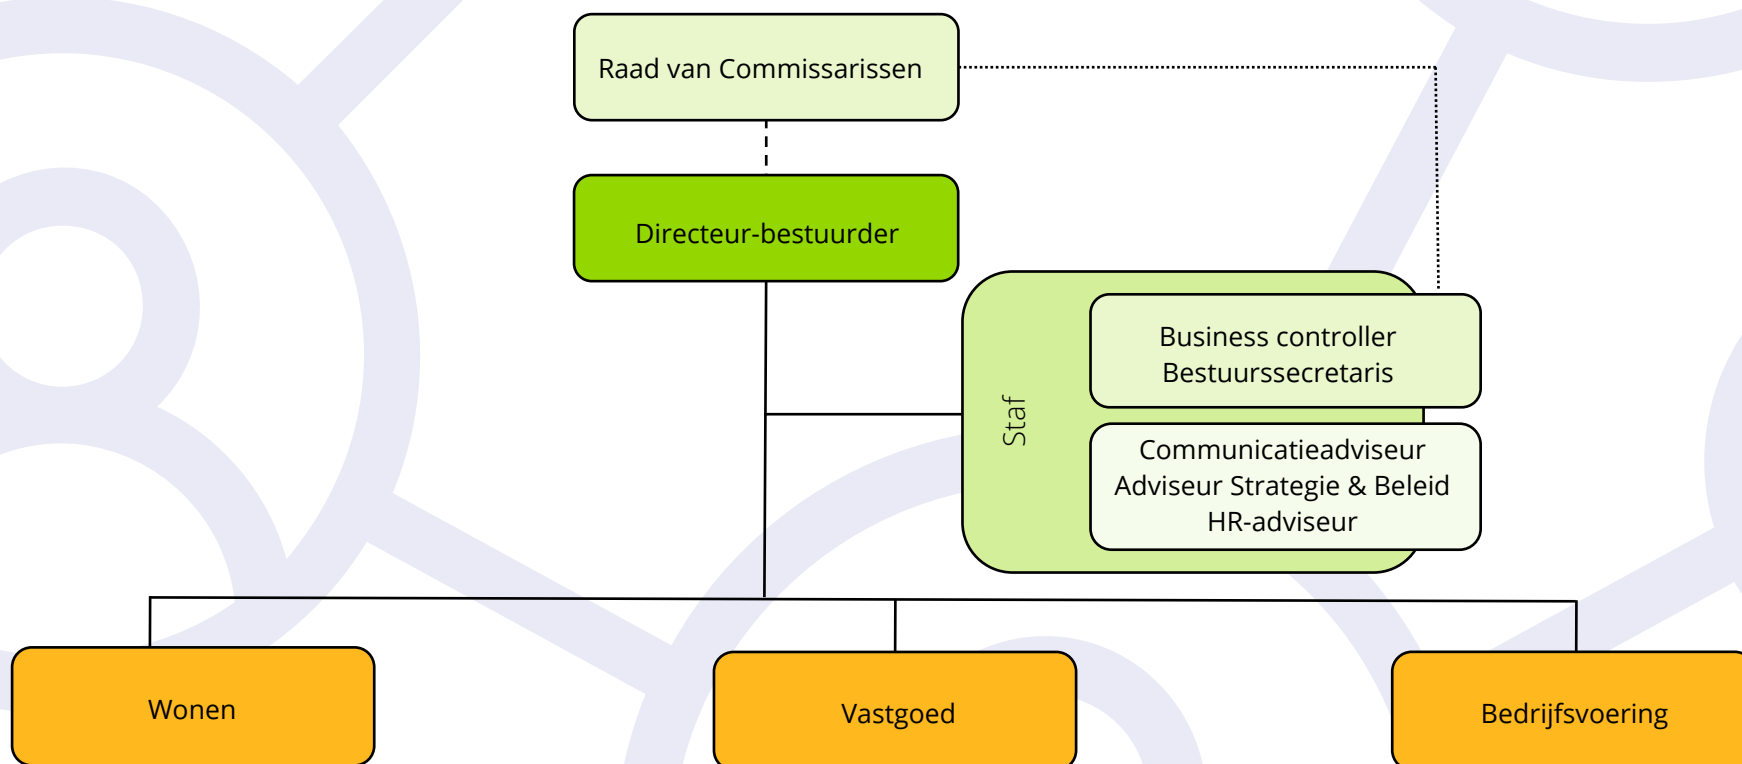 Raad van Commissarissen
Directeur-bestuurder
Staf
Business controller
Bestuurssecretaris
Communicatieadviseur
Adviseur Strategie & Beleid
HR-adviseur
Wonen
Vastgoed
Bedrijfsvoering